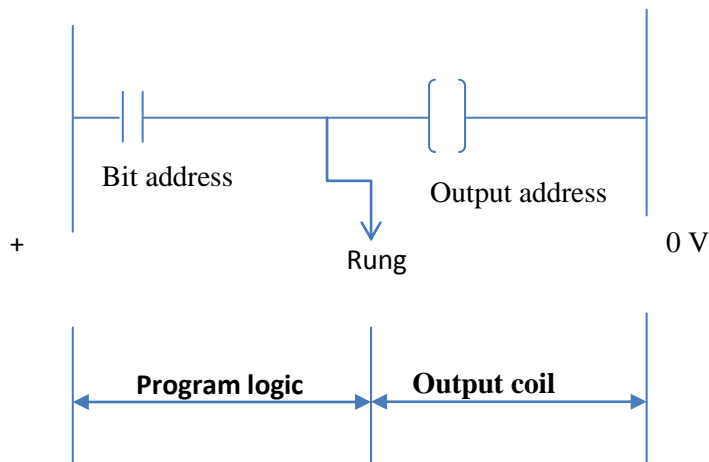 Bit address
Output address
+
0 V
Rung
Program logic
Output coil